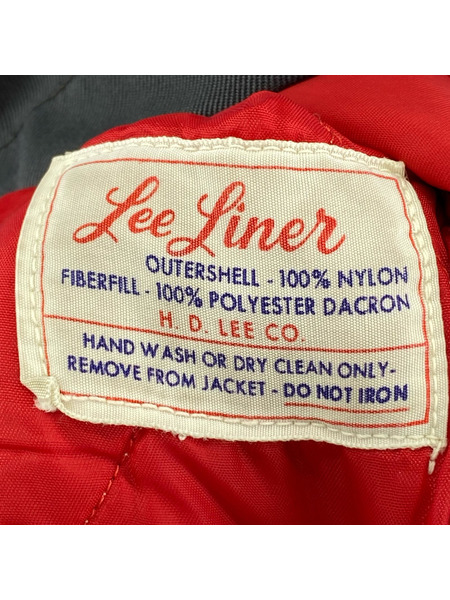 Lee Liner
OUTERSHELL - 100% NYLON
FIBERFILL - 100% POLYESTER DACRON
H. D. LEE CO.
HAND WASH OR DRY CLEAN ONLY-
REMOVE FROM JACKET - DO NOT IRON